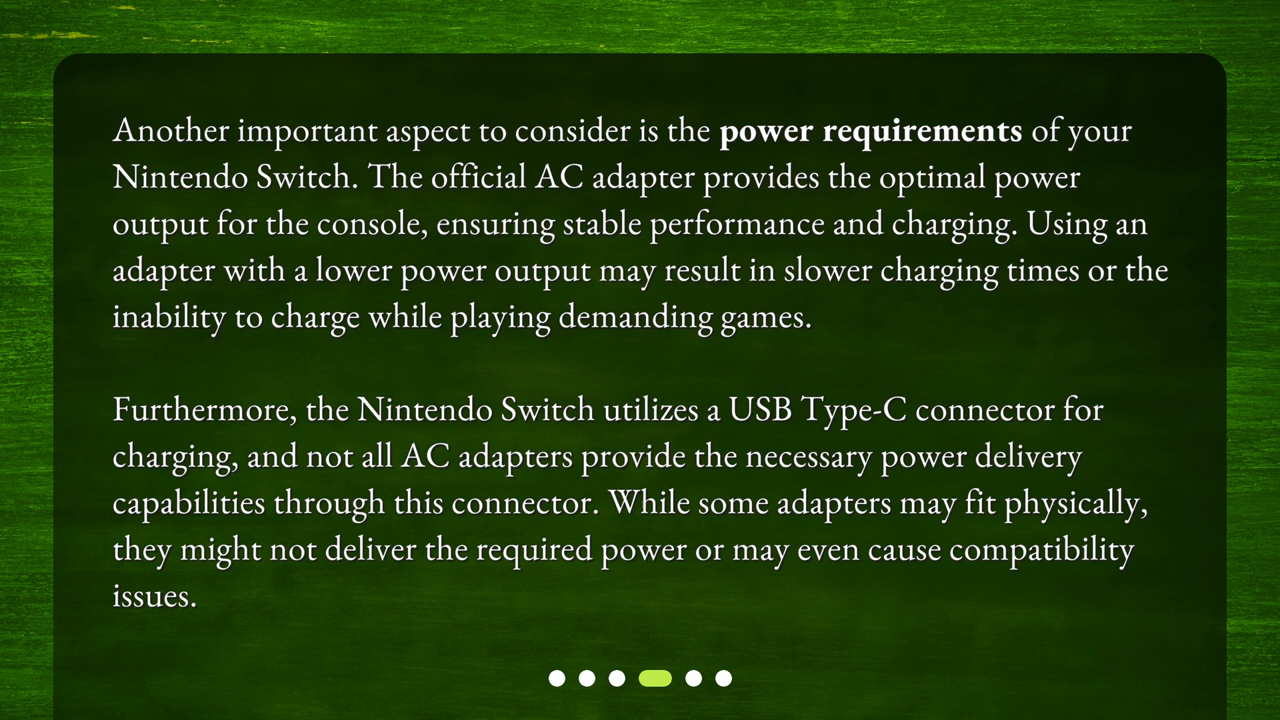 Another important aspect to consider is the power requirements of your
Nintendo Switch. The official AC adapter provides the optimal power
output for the console, ensuring stable performance and charging. Using an
adapter with a lower power output may result in slower charging times or the
inability to charge while playing demanding games.
Furthermore, the Nintendo Switch utilizes a USB Type-C connector for
charging, and not all AC adapters provide the necessary power delivery
capabilities through this connector. While some adapters may fit physically,
they might not deliver the required power or may even cause compatibility
issues.